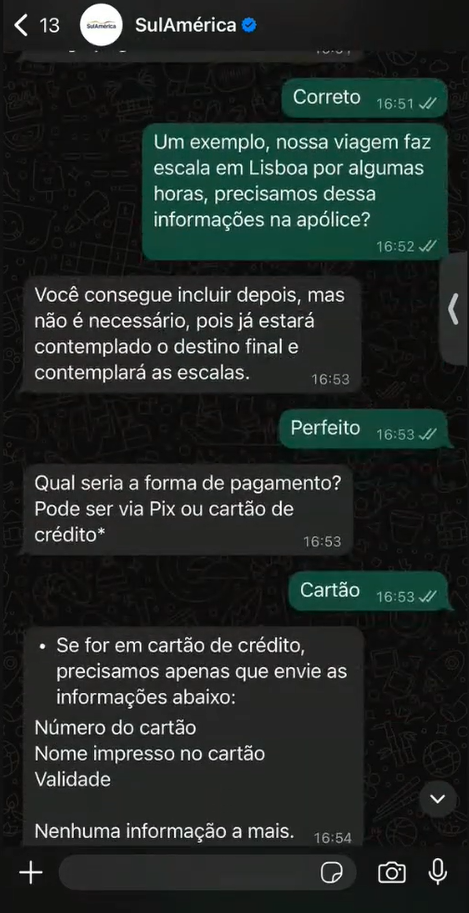 13
SulAmérica
SulAmérica
Correto
16:51
Um exemplo, nossa viagem faz
escala em Lisboa por algumas
horas, precisamos dessa
informações na apólice?
16:52
Você consegue incluir depois, mas
não é necessário, pois já estará
contemplado o destino final e
contemplará as escalas.
16:53
Perfeito
16:53
Qual seria a forma de pagamento?
Pode ser via Pix ou cartão de
crédito*
16:53
Cartão
16:53
• Se for em cartão de crédito,
precisamos apenas que envie as
informações abaixo:
Número do cartão
Nome impresso no cartão
Validade
Nenhuma informação a mais.
16:54